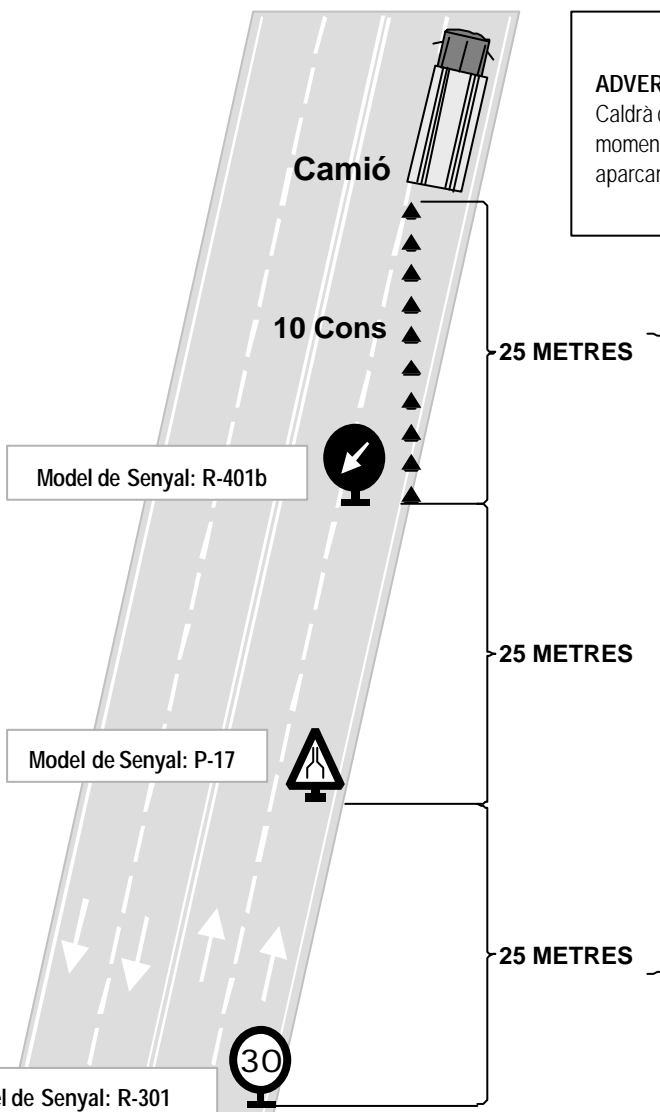 ADVER
Caldrà
momen
aparcar
Camió
10 Cons
25 METRES
Model de Senyal: R-401b
25 METRES
Model de Senyal: P-17
25 METRES
30
el de Senyal: R-301